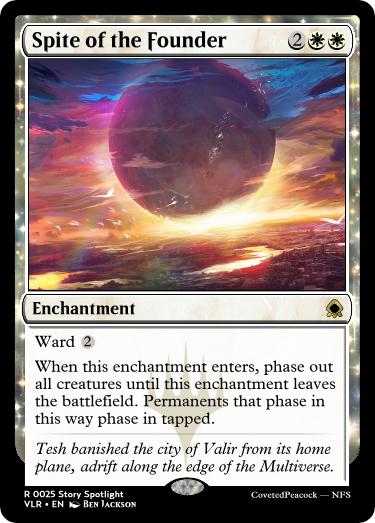 Spite of the Founder 2
Enchantment
Ward 2
When this enchantment enters, phase out
all creatures until this enchantment leaves
the battlefield. Permanents that phase in
this way phase in tapped.
Tesh banished the city of Valir from its home
plane, adrift along the edge of the Multiverse.
R 0025 Story Spotlight
VLR • EN Ben Jackson
CovetedPeacock — NFS